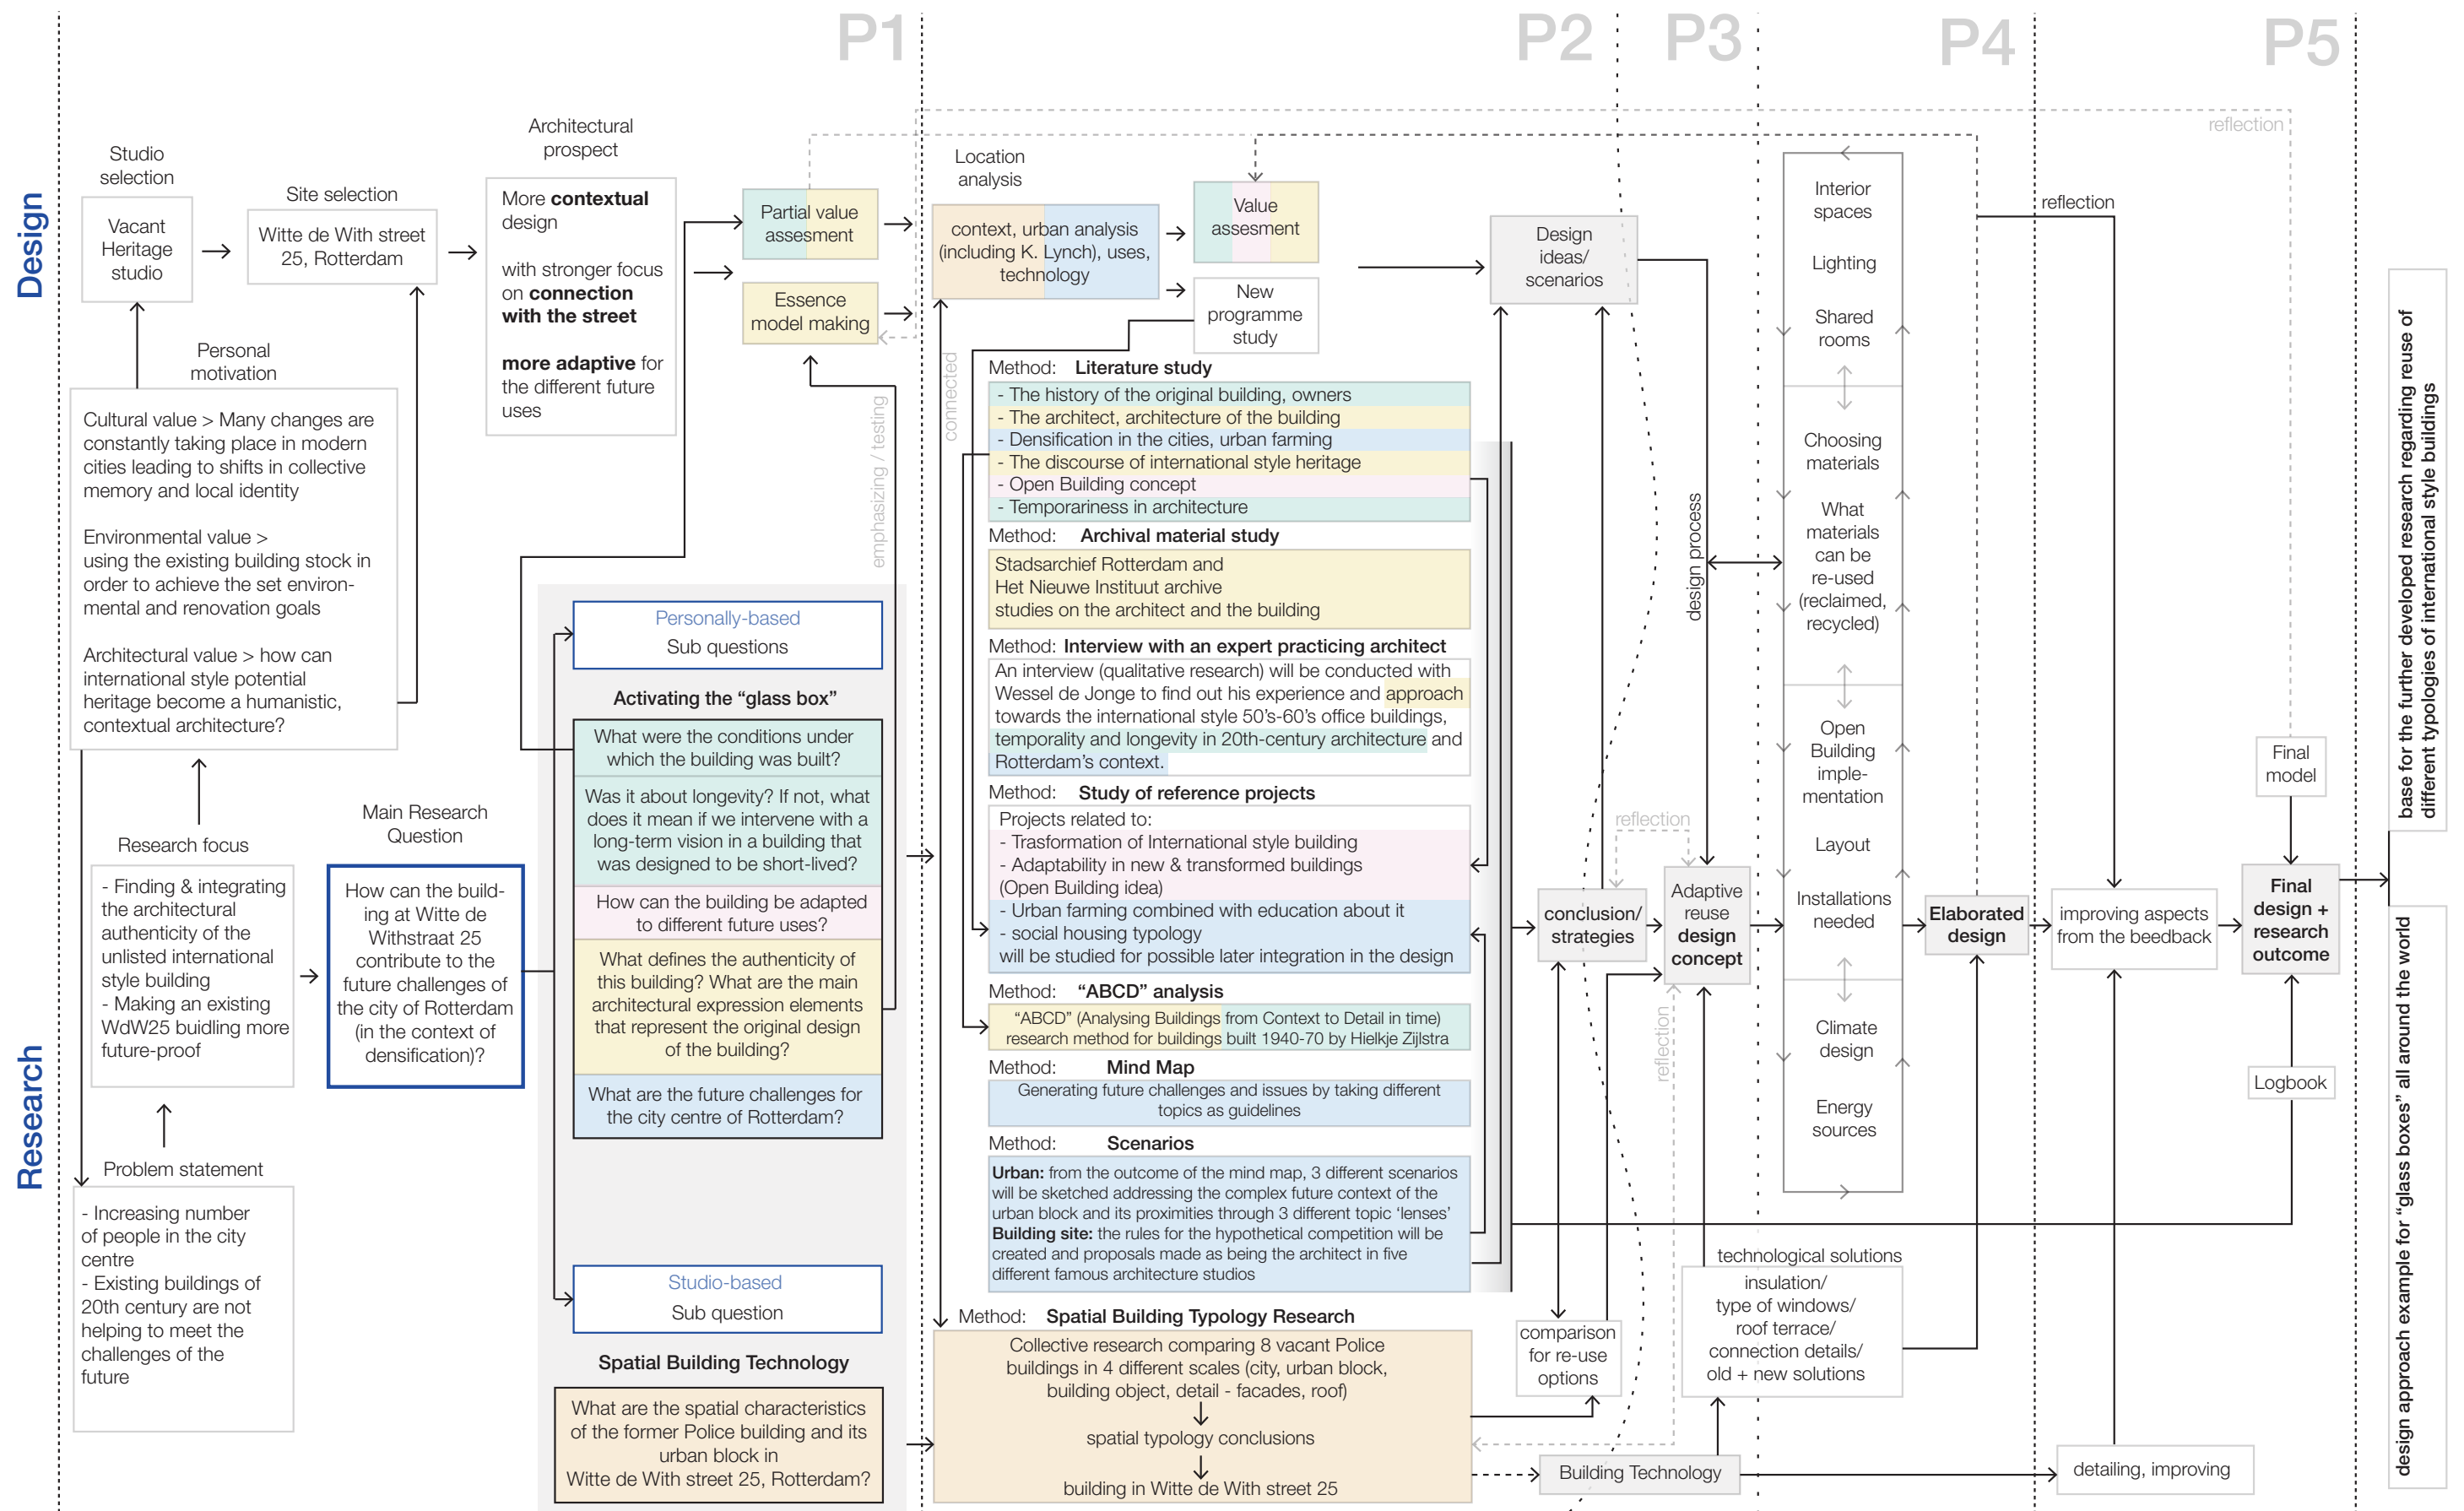 P1
P2
P3
P4
P5
Design
Research
Studio
selection
Vacant
Heritage
studio
Site selection
Witte de With street
25, Rotterdam
Architectural
prospect
More contextual
design
with stronger focus
on connection
with the street
more adaptive for
the different future
uses
Partial value
assesment
Essence
model making
Personal
motivation
Cultural value > Many changes are
constantly taking place in modern
cities leading to shifts in collective
memory and local identity
Environmental value >
using the existing building stock in
order to achieve the set environ-
mental and renovation goals
Architectural value > how can
international style potential
heritage become a humanistic,
contextual architecture?
Research focus
- Finding & integrating
the architectural
authenticity of the
unlisted international
style building
- Making an existing
WdW25 buidling more
future-proof
Problem statement
- Increasing number
of people in the city
centre
- Existing buildings of
20th century are not
helping to meet the
challenges of the
future
Main Research
Question
How can the build-
ing at Witte de
Withstraat 25
contribute to the
future challenges of
the city of Rotterdam
(in the context of
densification)?
emphasizing / testing
Personally-based
Sub questions
Activating the “glass box”
What were the conditions under
which the building was built?
Was it about longevity? If not, what
does it mean if we intervene with a
long-term vision in a building that
was designed to be short-lived?
How can the building be adapted
to different future uses?
What defines the authenticity of
this building? What are the main
architectural expression elements
that represent the original design
of the building?
What are the future challenges for
the city centre of Rotterdam?
Studio-based
Sub question
Spatial Building Technology
What are the spatial characteristics
of the former Police building and its
urban block in
Witte de With street 25, Rotterdam?
Location
analysis
context, urban analysis
(including K. Lynch), uses,
technology
Value
assesment
New
programme
study
connected
Method: Literature study
- The history of the original building, owners
- The architect, architecture of the building
- Densification in the cities, urban farming
- The discourse of international style heritage
- Open Building concept
- Temporariness in architecture
Method: Archival material study
Stadsarchief Rotterdam and
Het Nieuwe Instituut archive
studies on the architect and the building
Method: Interview with an expert practicing architect
An interview (qualitative research) will be conducted with
Wessel de Jonge to find out his experience and approach
towards the international style 50's-60's office buildings,
temporality and longevity in 20th-century architecture and
Rotterdam's context.
Method: Study of reference projects
Projects related to:
- Trasformation of International style building
- Adaptability in new & transformed buildings
(Open Building idea)
- Urban farming combined with education about it
- social housing typology
will be studied for possible later integration in the design
Method: “ABCD” analysis
“ABCD” (Analysing Buildings from Context to Detail in time)
research method for buildings built 1940-70 by Hielkje Zijlstra
Method: Mind Map
Generating future challenges and issues by taking different
topics as guidelines
Method: Scenarios
Urban: from the outcome of the mind map, 3 different scenarios
will be sketched addressing the complex future context of the
urban block and its proximities through 3 different topic ‘lenses’
Building site: the rules for the hypothetical competition will be
created and proposals made as being the architect in five
different famous architecture studios
Method: Spatial Building Typology Research
Collective research comparing 8 vacant Police
buildings in 4 different scales (city, urban block,
building object, detail - facades, roof)
spatial typology conclusions
building in Witte de With street 25
Design
ideas/
scenarios
design process
reflection
conclusion/
strategies
Adaptive
reuse
design
concept
reflection
comparison
for re-use
options
technological solutions
insulation/
type of windows/
roof terrace/
connection details/
old + new solutions
Building Technology
Interior
spaces
Lighting
Shared
rooms
Choosing
materials
What
materials
can be
re-used
(reclaimed,
recycled)
Open
Building
imple-
mentation
Layout
Installations
needed
Climate
design
Energy
sources
Elaborated
design
reflection
reflection
improving aspects
from the beedback
detailing, improving
Final
model
Final
design +
research
outcome
Logbook
base for the further developed research regarding reuse of
different typologies of international style buildings
design approach example for “glass boxes” all around the world